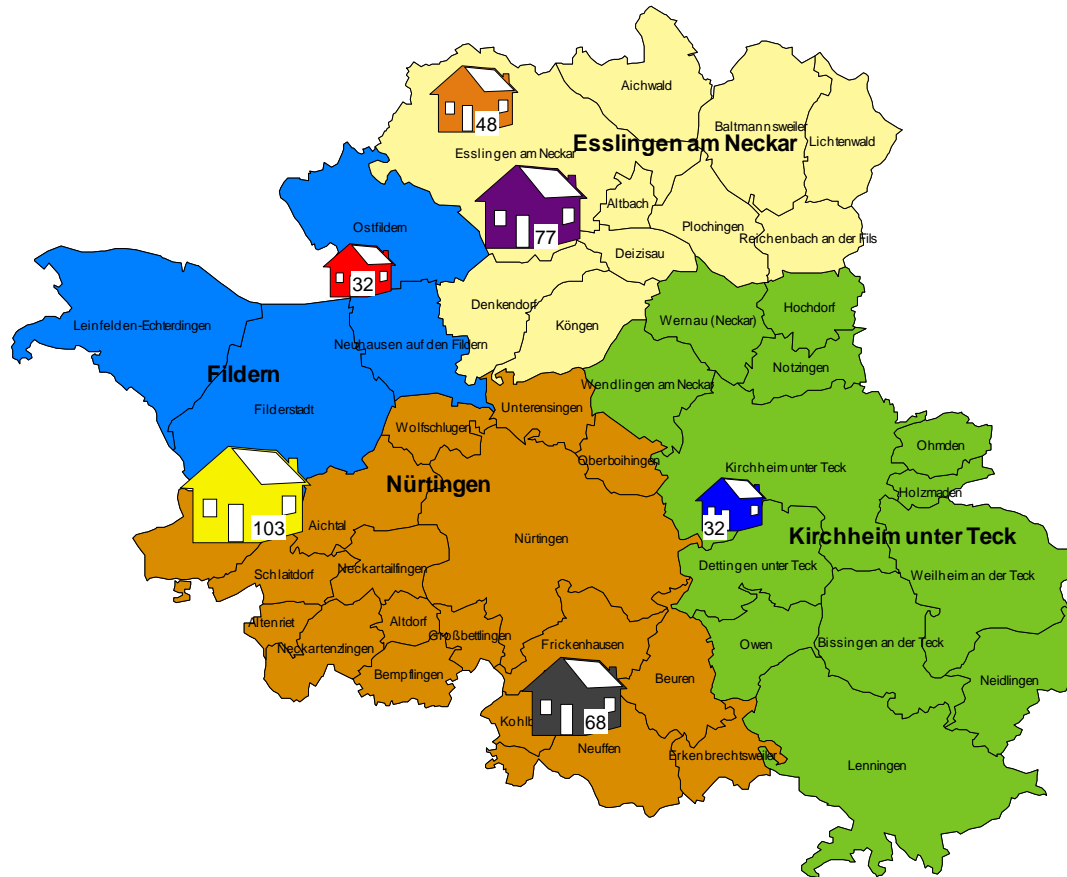 Aichwald
48
Baltmannsweiler
Lichtenwald
Esslingen am Neckar
Esslingen am Neckar
Altbach
Ostfildern
77
Plochingen
Reichenbach an der Fils
Deizisau
32
Denkendorf
Hochdorf
Wernau (Neckar)
Köngen
Leinfelden-Echterdingen
Neuhausen auf den Fildern
Notzingen
Fildern
Wendlingen am Neckar
Filderstadt
Unterensingen
Wolfschlugen
Ohmden
Oberboihingen
Kirchheim unter Teck
Nürtingen
Holzmaden
103
Aichtal
32
Kirchheim unter Teck
Nürtingen
Neckartailfingen
Dettingen unter Teck
Weilheim an der Teck
Schlaitdorf
Altenriet
Altdorf
Großbettlingen
Frickenhausen
Owen
Bissingen an der Teck
Neckartenzlingen
Bempflingen
Beuren
Neidlingen
68
Neuffen
Erkenbrechtsweiler
Lenningen